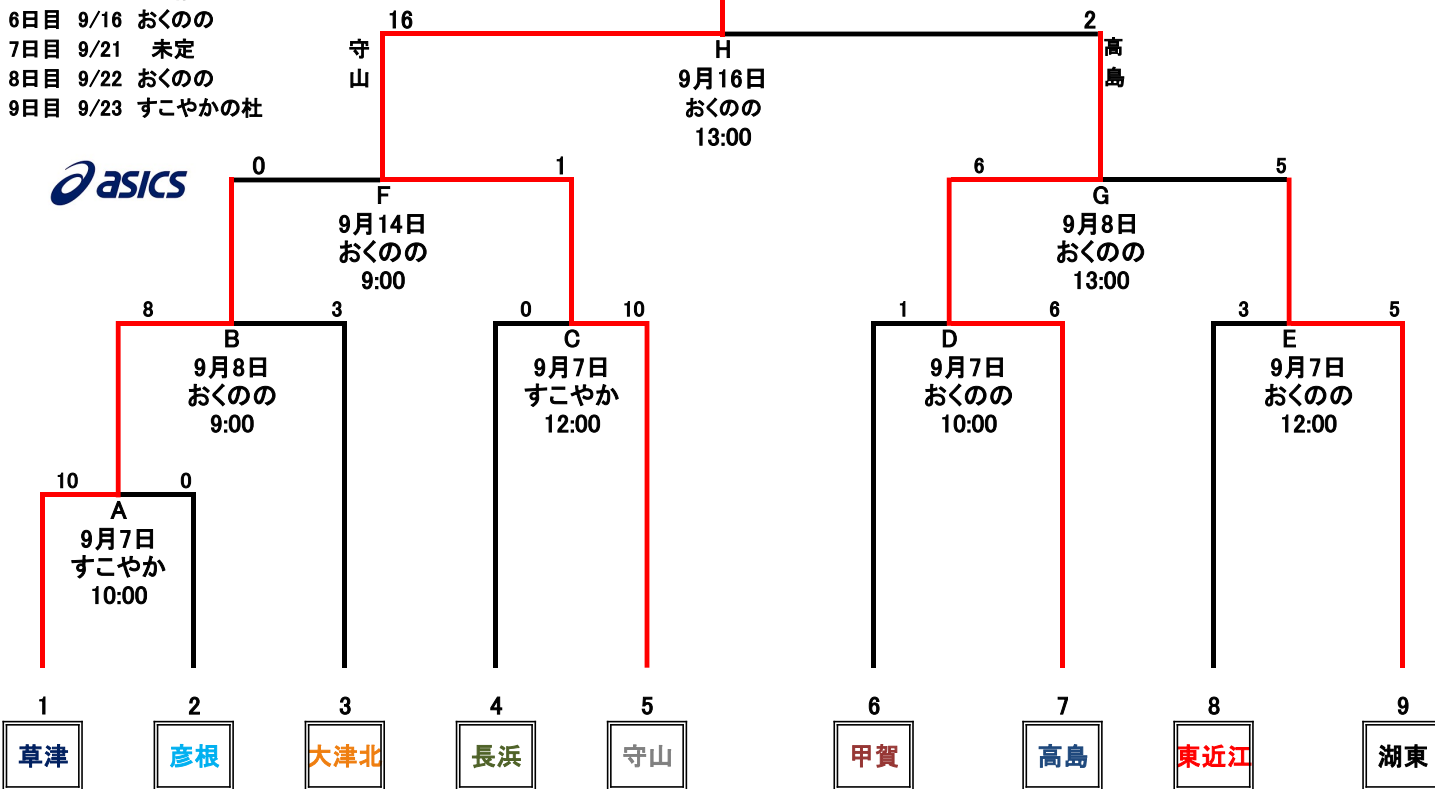 6日目 9/16 おくのの
7日目 9/21 未定
8日目 9/22 おくのの
9日目 9/23 すこやかの杜
asics
16
2
守山
高島
H
9月16日
おくのの
13:00
0
1
6
5
F
9月14日
おくのの
9:00
G
9月8日
おくのの
13:00
8
3
0
10
1
6
3
5
B
9月8日
おくのの
9:00
C
9月7日
すこやか
12:00
D
9月7日
おくのの
10:00
E
9月7日
おくのの
12:00
10
0
A
9月7日
すこやか
10:00
1
2
3
4
5
6
7
8
9
草津
彦根
大津北
長浜
守山
甲賀
高島
東近江
湖東